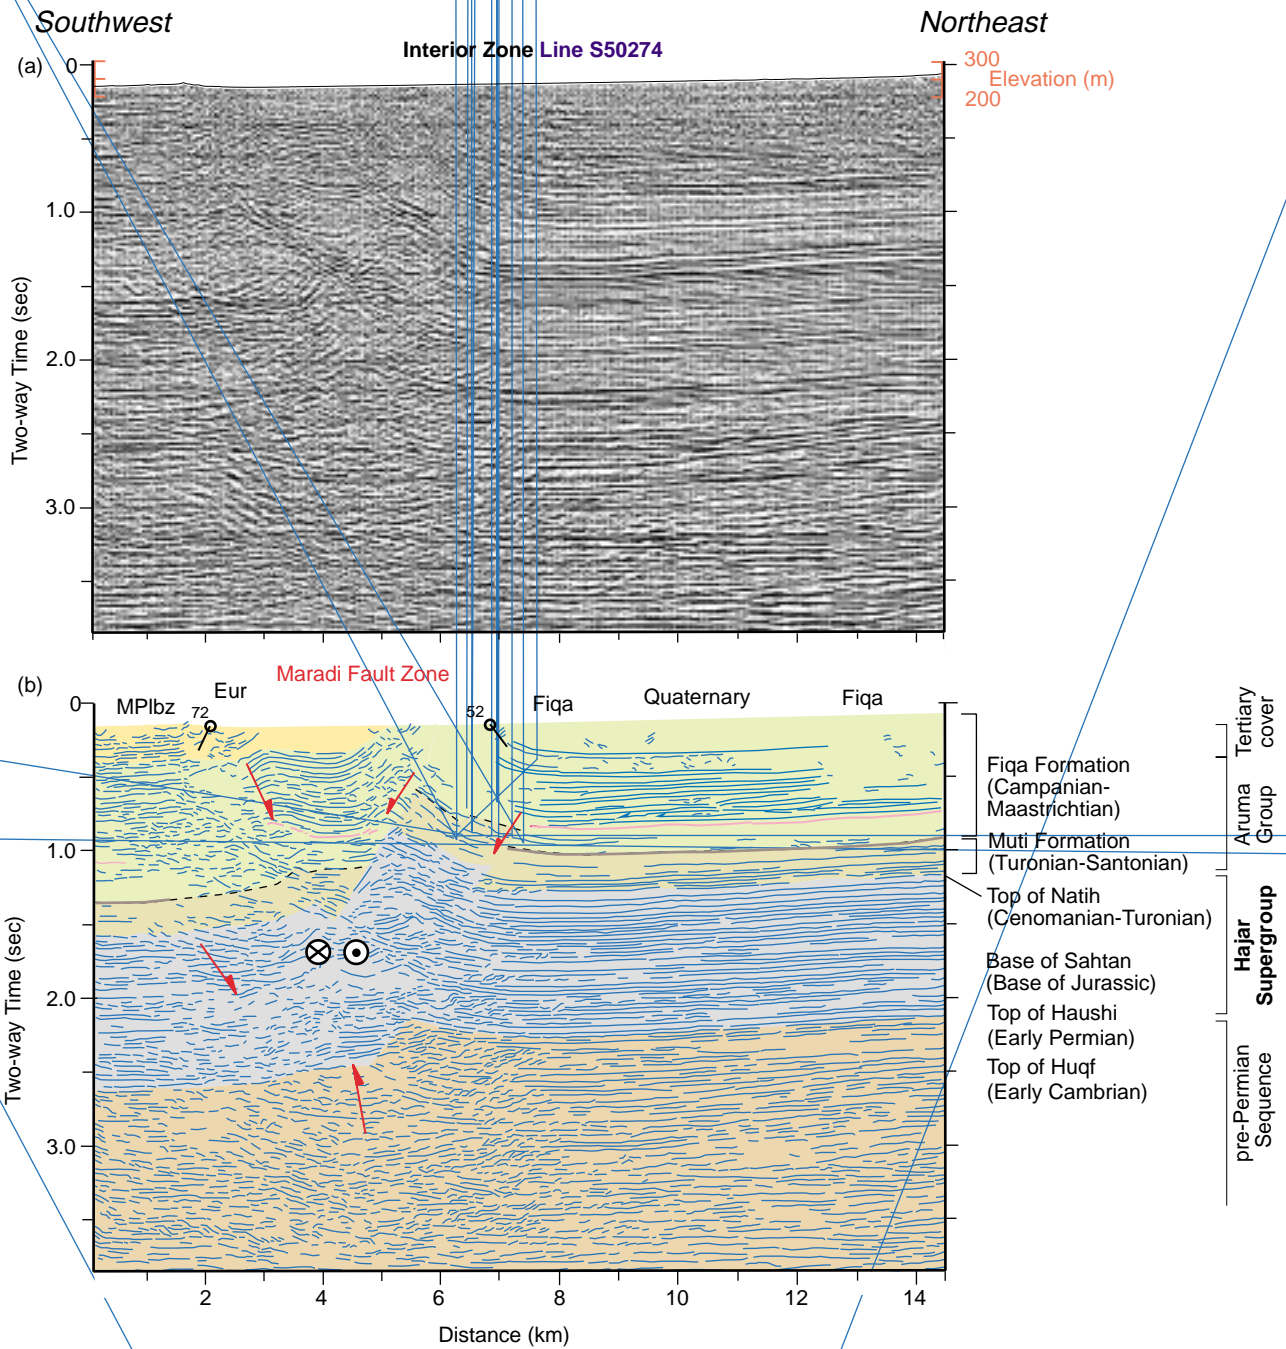 Southwest
Northeast
Interior Zone Line S50274
(a)
0
300
Elevation (m)
200
1.0
2.0
3.0
Two-way Time (sec)
Maradi Fault Zone
(b)
MPlbz
Eur
72
52
Fiqa
Quaternary
Fiqa
0
1.0
2.0
3.0
Two-way Time (sec)
2
4
6
8
10
12
14
Distance (km)
Fiqa Formation
(Campanian-
Maastrichtian)
Muti Formation
(Turonian-Santonian)
Top of Natih
(Cenomanian-Turonian)
Base of Sahtan
(Base of Jurassic)
Top of Haushi
(Early Permian)
Top of Huqf
(Early Cambrian)
Tertiary
cover
Aruma
Group
Hajar
Supergroup
pre-Permian
Sequence